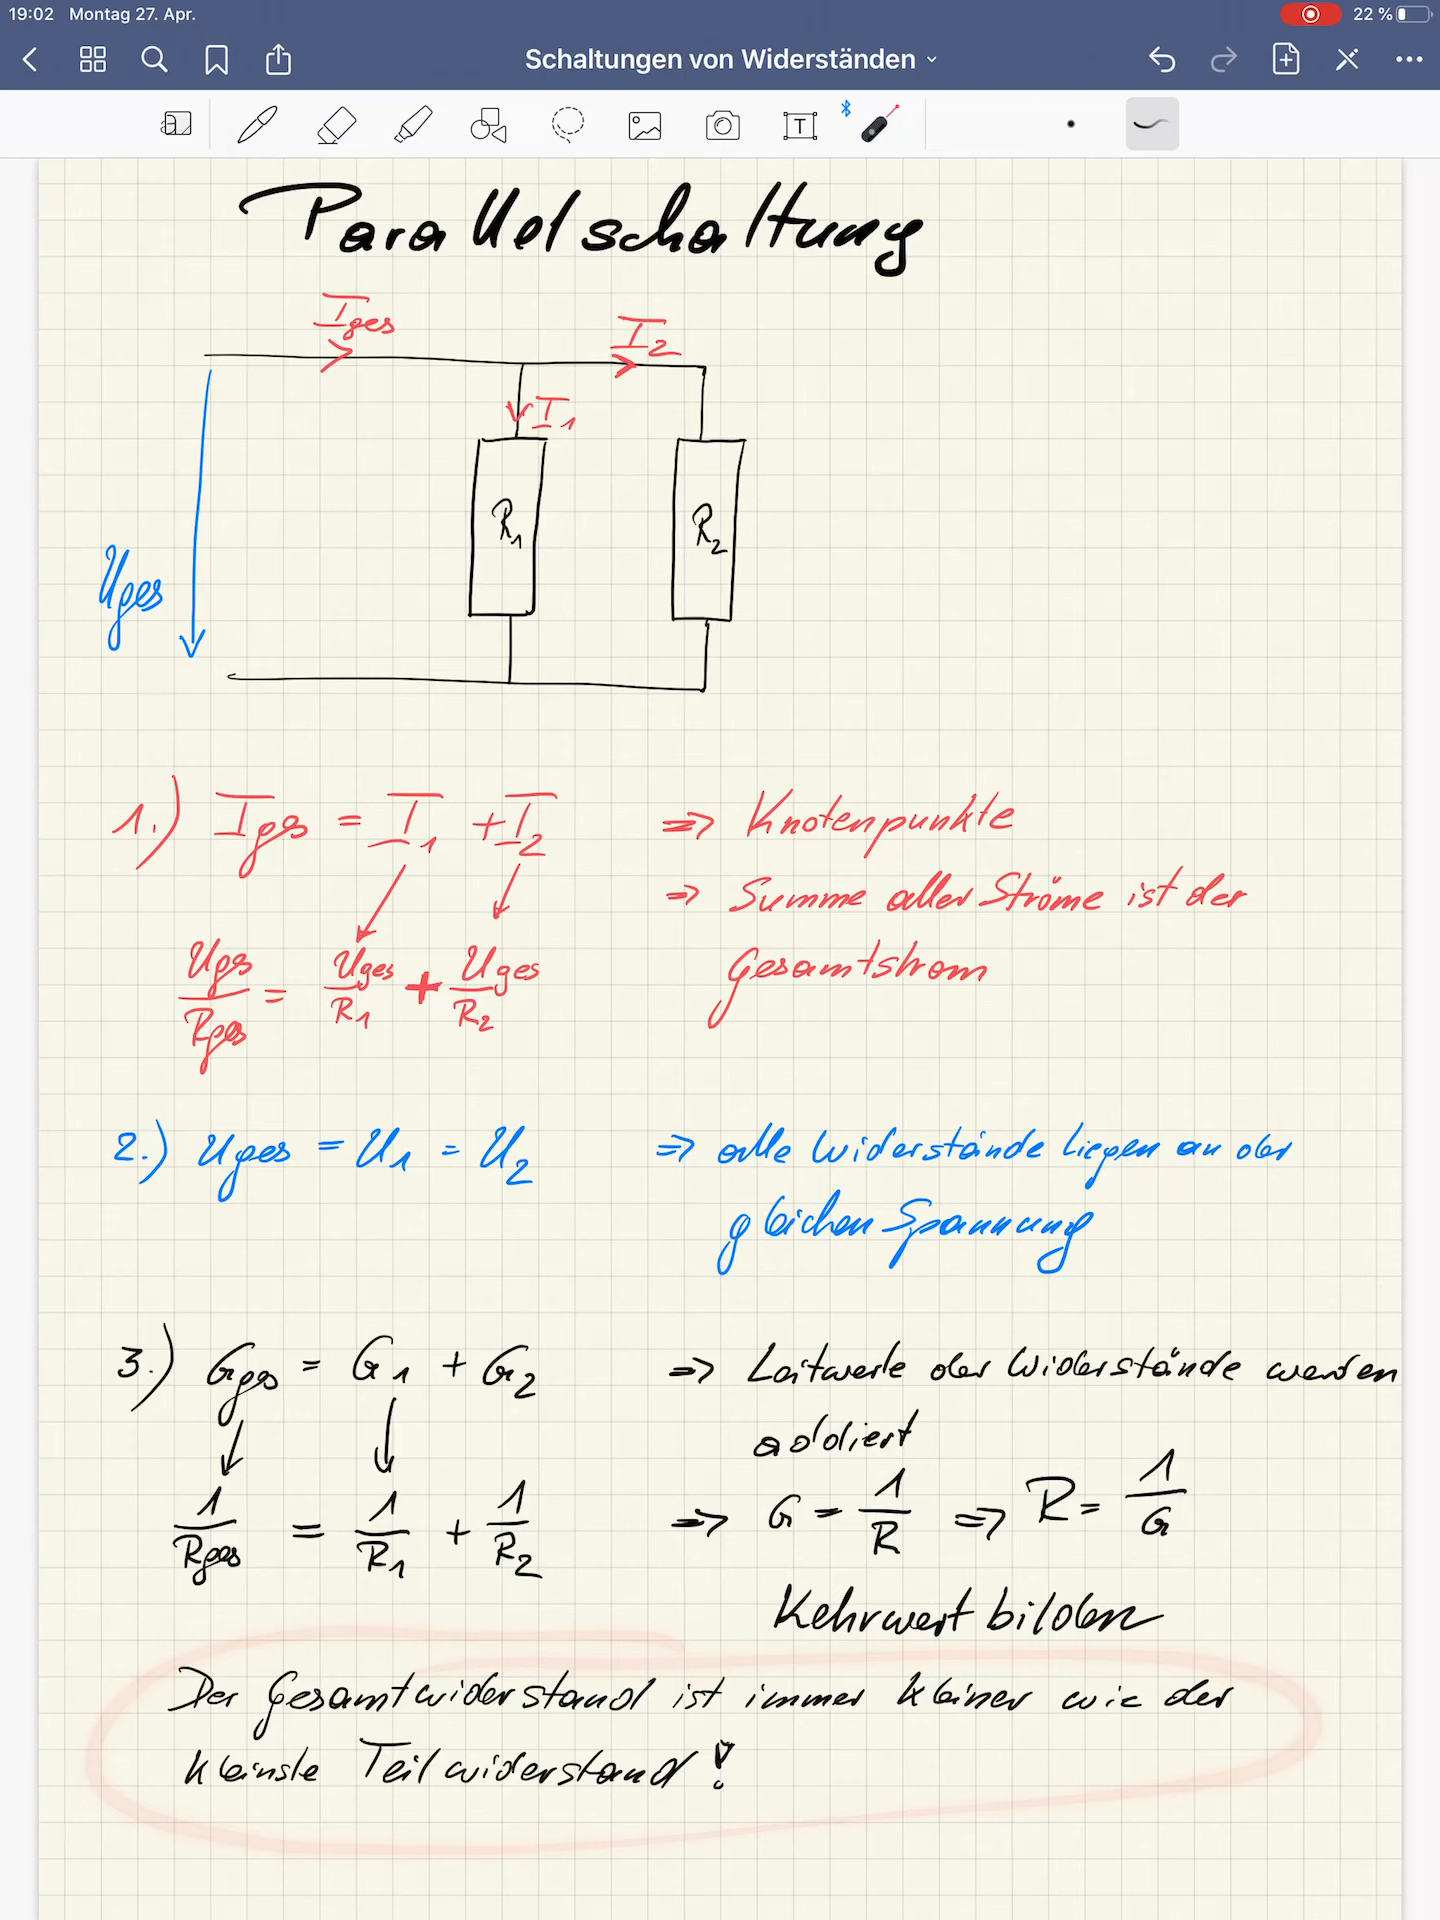 19:02 Montag 27. Apr. 22 %
Schaltungen von Widerständen
T
Parallelschaltung
Iges
I2
I1
R1
R2
Uges
1.) Iges = I1 + I2 => Knotenpunkte
=> Summe aller Ströme ist der
Gesamtstrom
Uges/Rges = Uges/R1 + Uges/R2
2.) Uges = U1 = U2 => alle Widerstände liegen an der
gleichen Spannung
3.) Gges = G1 + G2 => Leitwerte der Widerstände werden
addiert
1/Rges = 1/R1 + 1/R2 => G = 1/R => R = 1/G
Kehrwert bilden
Der Gesamtwiderstand ist immer kleiner wie der
kleinste Teilwiderstand!